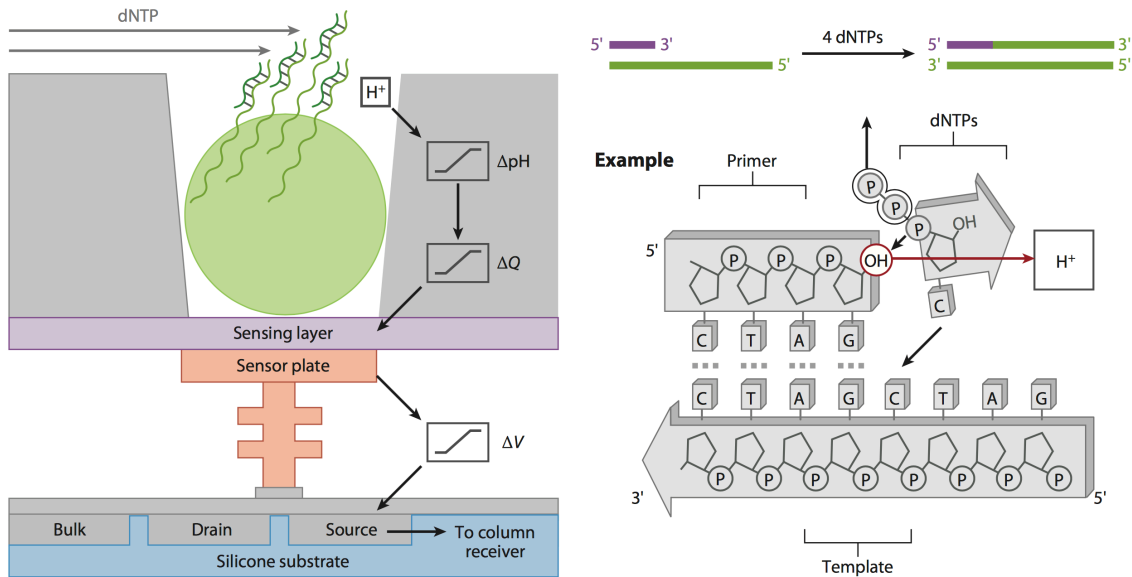 dNTP
H+
ΔpH
ΔQ
Sensing layer
Sensor plate
ΔV
Bulk
Drain
Source
To column
receiver
Silicone substrate
5' 3'
5'
4 dNTPs
5' 3'
3' 5'
Example
Primer
dNTPs
P
P
P
OH
5'
P P P
OH
H+
C
C T A G
C T A G C T A G
P P P P P P P P
3'
5'
Template